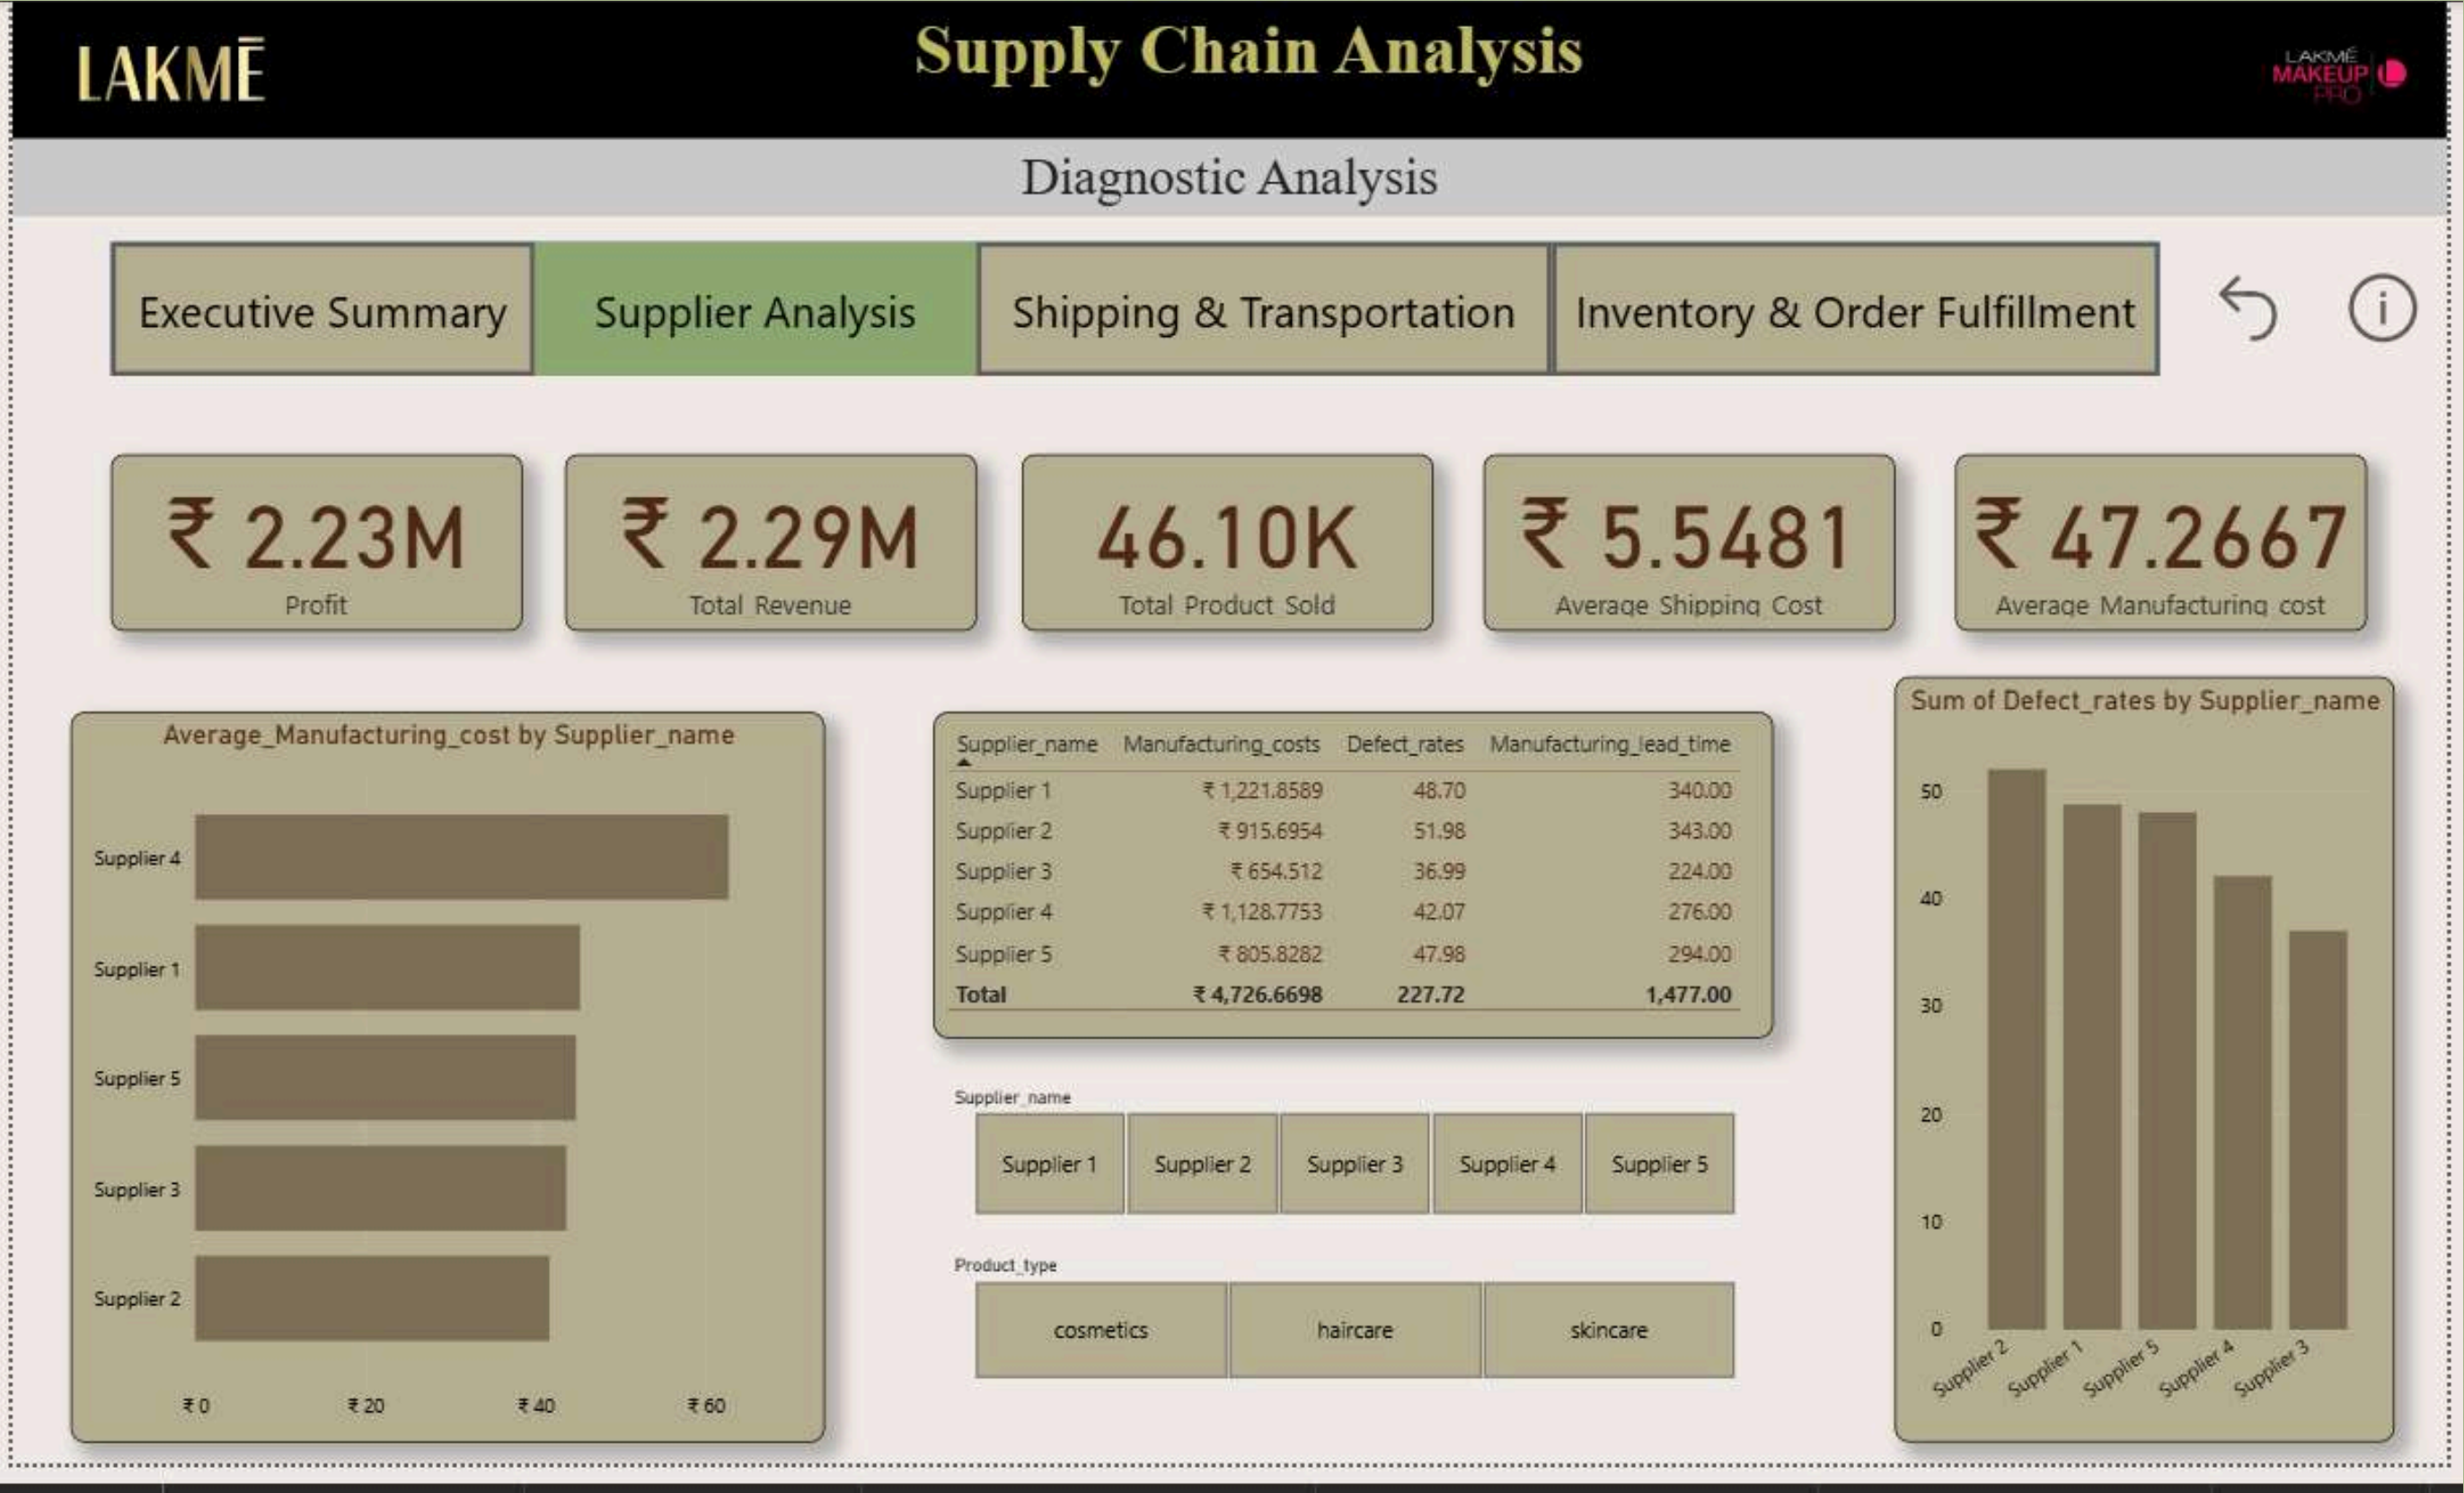 LAKMĒ
Supply Chain Analysis
LAKMÉ
MAKEUP
PRO
Diagnostic Analysis
Executive Summary
Supplier Analysis
Shipping & Transportation
Inventory & Order Fulfillment
₹ 2.23M
Profit
₹ 2.29M
Total Revenue
46.10K
Total Product Sold
₹ 5.5481
Average Shipping Cost
₹ 47.2667
Average Manufacturing cost
Average_Manufacturing_cost by Supplier_name
Supplier 4
Supplier 1
Supplier 5
Supplier 3
Supplier 2
₹ 0 ₹ 20 ₹ 40 ₹ 60
Supplier_name Manufacturing_costs Defect_rates Manufacturing_lead_time
Supplier 1 ₹ 1,221.8589 48.70 340.00
Supplier 2 ₹ 915.6954 51.98 343.00
Supplier 3 ₹ 654.512 36.99 224.00
Supplier 4 ₹ 1,128.7753 42.07 276.00
Supplier 5 ₹ 805.8282 47.98 294.00
Total ₹ 4,726.6698 227.72 1,477.00
Supplier_name
Supplier 1 Supplier 2 Supplier 3 Supplier 4 Supplier 5
Product_type
cosmetics haircare skincare
Sum of Defect_rates by Supplier_name
50
40
30
20
10
0
Supplier 2 Supplier 1 Supplier 5 Supplier 4 Supplier 3